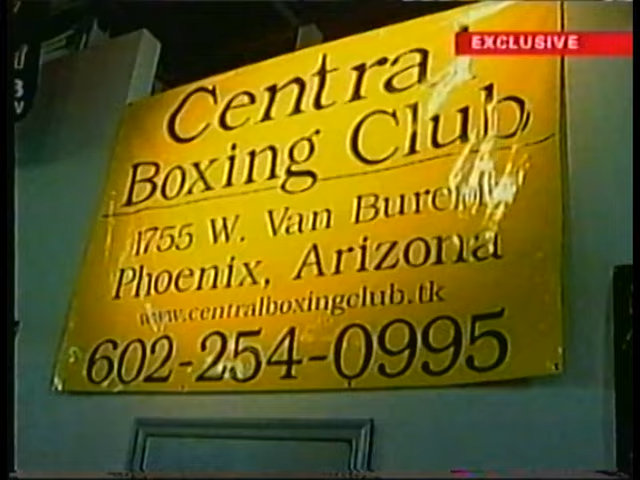 EXCLUSIVE
Central
Boxing Club
1755 W. Van Buren
Phoenix, Arizona
www.centralboxingclub.tk
602-254-0995